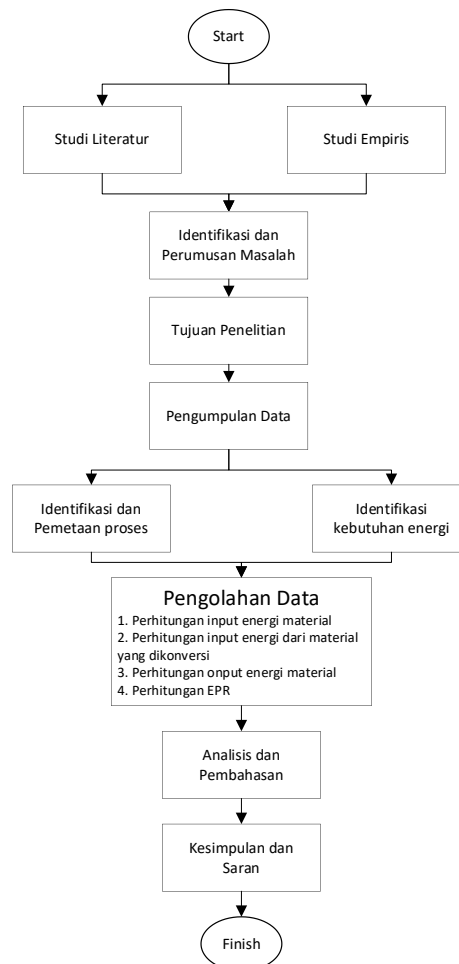 Start
Studi Literatur
Studi Empiris
Identifikasi dan
Perumusan Masalah
Tujuan Penelitian
Pengumpulan Data
Identifikasi dan
Pemetaan proses
Identifikasi
kebutuhan energi
Pengolahan Data
1. Perhitungan input energi material
2. Perhitungan input energi dari material
yang dikonversi
3. Perhitungan onput energi material
4. Perhitungan EPR
Analisis dan
Pembahasan
Kesimpulan dan
Saran
Finish